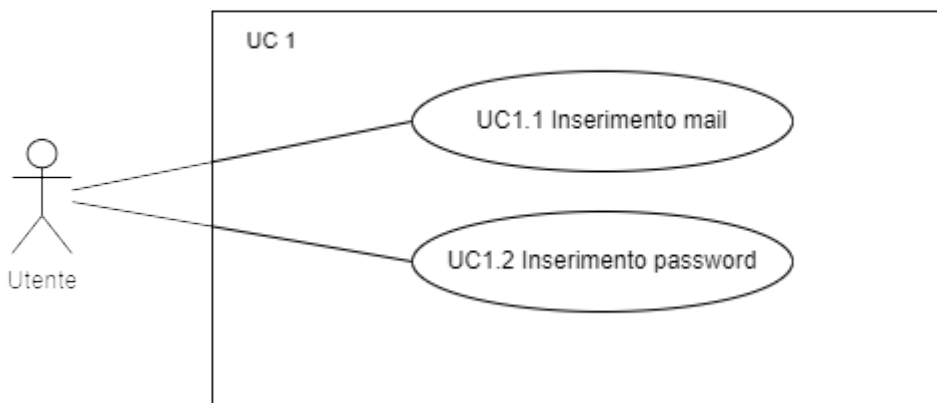 UC 1
UC1.1 Inserimento mail
UC1.2 Inserimento password
Utente